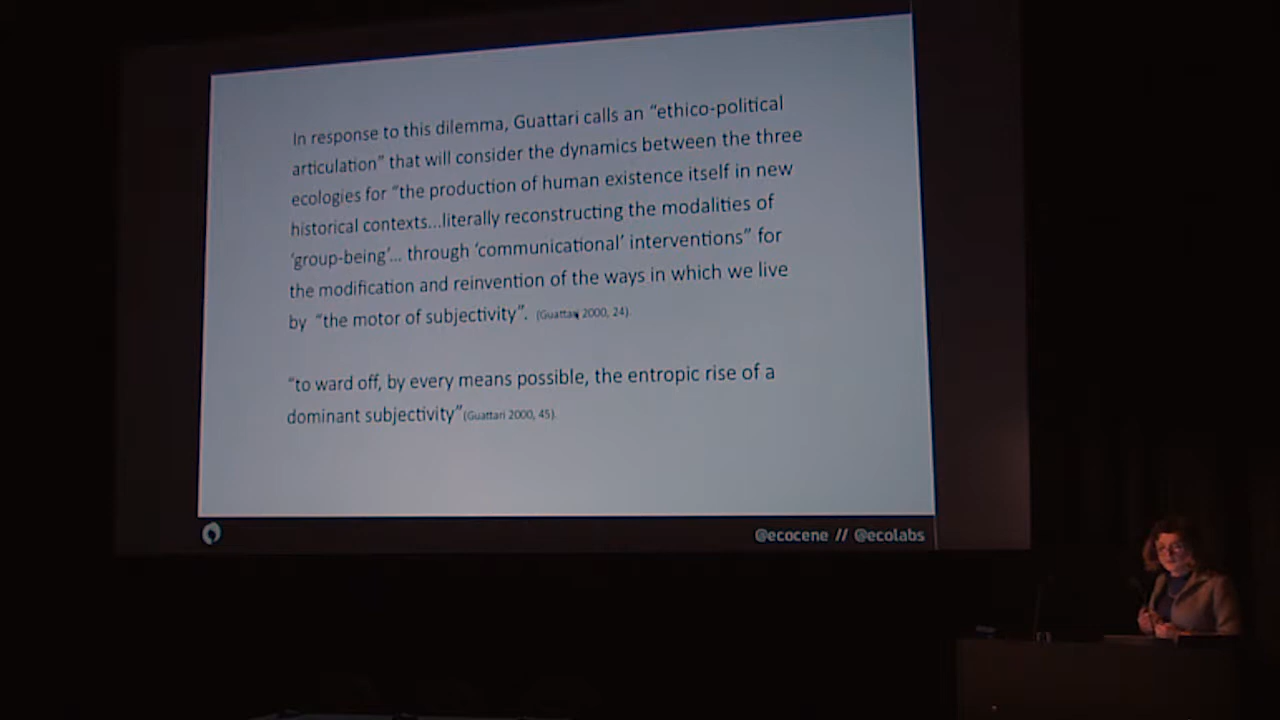 In response to this dilemma, Guattari calls an “ethico-political
articulation” that will consider the dynamics between the three
ecologies for “the production of human existence itself in new
historical contexts...literally reconstructing the modalities of
‘group-being’... through ‘communicational’ interventions” for
the modification and reinvention of the ways in which we live
by “the motor of subjectivity”. (Guattari 2000, 24).
“to ward off, by every means possible, the entropic rise of a
dominant subjectivity”(Guattari 2000, 45).
@ecocene // @ecolabs